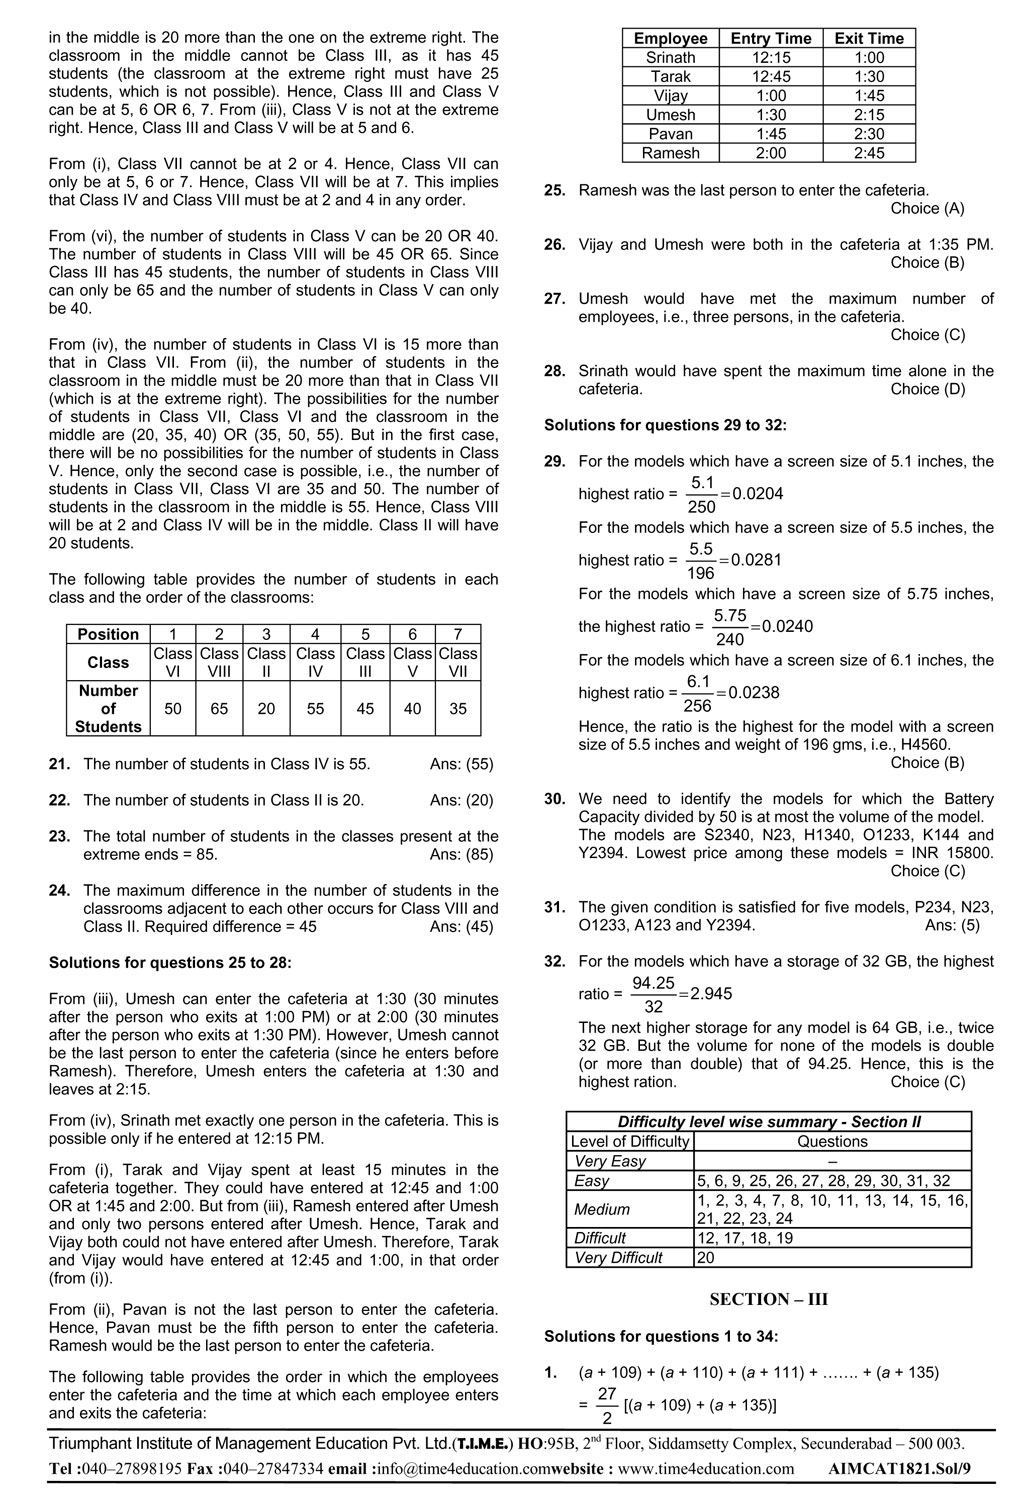 in the middle is 20 more than the one on the extreme right. The
classroom in the middle cannot be Class III, as it has 45
students (the classroom at the extreme right must have 25
students, which is not possible). Hence, Class III and Class V
can be at 5, 6 OR 6, 7. From (iii), Class V is not at the extreme
right. Hence, Class III and Class V will be at 5 and 6.
From (i), Class VII cannot be at 2 or 4. Hence, Class VII can
only be at 5, 6 or 7. Hence, Class VII will be at 7. This implies
that Class IV and Class VIII must be at 2 and 4 in any order.
From (vi), the number of students in Class V can be 20 OR 40.
The number of students in Class VIII will be 45 OR 65. Since
Class III has 45 students, the number of students in Class VIII
can only be 65 and the number of students in Class V can only
be 40.
From (iv), the number of students in Class VI is 15 more than
that in Class VII. From (ii), the number of students in the
classroom in the middle must be 20 more than that in Class VII
(which is at the extreme right). The possibilities for the number
of students in Class VII, Class VI and the classroom in the
middle are (20, 35, 40) OR (35, 50, 55). But in the first case,
there will be no possibilities for the number of students in Class
V. Hence, only the second case is possible, i.e., the number of
students in Class VII, Class VI are 35 and 50. The number of
students in the classroom in the middle is 55. Hence, Class VIII
will be at 2 and Class IV will be in the middle. Class II will have
20 students.
The following table provides the number of students in each
class and the order of the classrooms:
Position 1 2 3 4 5 6 7
Class Class VI Class VIII Class II Class IV Class III Class V Class VII
Number of Students 50 65 20 55 45 40 35
21. The number of students in Class IV is 55. Ans: (55)
22. The number of students in Class II is 20. Ans: (20)
23. The total number of students in the classes present at the
extreme ends = 85. Ans: (85)
24. The maximum difference in the number of students in the
classrooms adjacent to each other occurs for Class VIII and
Class II. Required difference = 45 Ans: (45)
Solutions for questions 25 to 28:
From (iii), Umesh can enter the cafeteria at 1:30 (30 minutes
after the person who exits at 1:00 PM) or at 2:00 (30 minutes
after the person who exits at 1:30 PM). However, Umesh cannot
be the last person to enter the cafeteria (since he enters before
Ramesh). Therefore, Umesh enters the cafeteria at 1:30 and
leaves at 2:15.
From (iv), Srinath met exactly one person in the cafeteria. This is
possible only if he entered at 12:15 PM.
From (i), Tarak and Vijay spent at least 15 minutes in the
cafeteria together. They could have entered at 12:45 and 1:00
OR at 1:45 and 2:00. But from (iii), Ramesh entered after Umesh
and only two persons entered after Umesh. Hence, Tarak and
Vijay both could not have entered after Umesh. Therefore, Tarak
and Vijay would have entered at 12:45 and 1:00, in that order
(from (i)).
From (ii), Pavan is not the last person to enter the cafeteria.
Hence, Pavan must be the fifth person to enter the cafeteria.
Ramesh would be the last person to enter the cafeteria.
The following table provides the order in which the employees
enter the cafeteria and the time at which each employee enters
and exits the cafeteria:
Employee Entry Time Exit Time
Srinath 12:15 1:00
Tarak 12:45 1:30
Vijay 1:00 1:45
Umesh 1:30 2:15
Pavan 1:45 2:30
Ramesh 2:00 2:45
25. Ramesh was the last person to enter the cafeteria.
Choice (A)
26. Vijay and Umesh were both in the cafeteria at 1:35 PM.
Choice (B)
27. Umesh would have met the maximum number of
employees, i.e., three persons, in the cafeteria.
Choice (C)
28. Srinath would have spent the maximum time alone in the
cafeteria. Choice (D)
Solutions for questions 29 to 32:
29. For the models which have a screen size of 5.1 inches, the
highest ratio = 5.1/250 = 0.0204
For the models which have a screen size of 5.5 inches, the
highest ratio = 5.5/196 = 0.0281
For the models which have a screen size of 5.75 inches,
the highest ratio = 5.75/240 = 0.0240
For the models which have a screen size of 6.1 inches, the
highest ratio = 6.1/256 = 0.0238
Hence, the ratio is the highest for the model with a screen
size of 5.5 inches and weight of 196 gms, i.e., H4560.
Choice (B)
30. We need to identify the models for which the Battery
Capacity divided by 50 is at most the volume of the model.
The models are S2340, N23, H1340, O1233, K144 and
Y2394. Lowest price among these models = INR 15800.
Choice (C)
31. The given condition is satisfied for five models, P234, N23,
O1233, A123 and Y2394. Ans: (5)
32. For the models which have a storage of 32 GB, the highest
ratio = 94.25/32 = 2.945
The next higher storage for any model is 64 GB, i.e., twice
32 GB. But the volume for none of the models is double
(or more than double) that of 94.25. Hence, this is the
highest ration. Choice (C)
Difficulty level wise summary - Section II
Level of Difficulty Questions
Very Easy –
Easy 5, 6, 9, 25, 26, 27, 28, 29, 30, 31, 32
Medium 1, 2, 3, 4, 7, 8, 10, 11, 13, 14, 15, 16,
21, 22, 23, 24
Difficult 12, 17, 18, 19
Very Difficult 20
SECTION – III
Solutions for questions 1 to 34:
1. (a + 109) + (a + 110) + (a + 111) + ……. + (a + 135)
= 27/2 [(a + 109) + (a + 135)]
Triumphant Institute of Management Education Pvt. Ltd.(T.I.M.E.) HO:95B, 2nd Floor, Siddamsetty Complex, Secunderabad – 500 003.
Tel :040–27898195 Fax :040–27847334 email :info@time4education.comwebsite : www.time4education.com AIMCAT1821.Sol/9